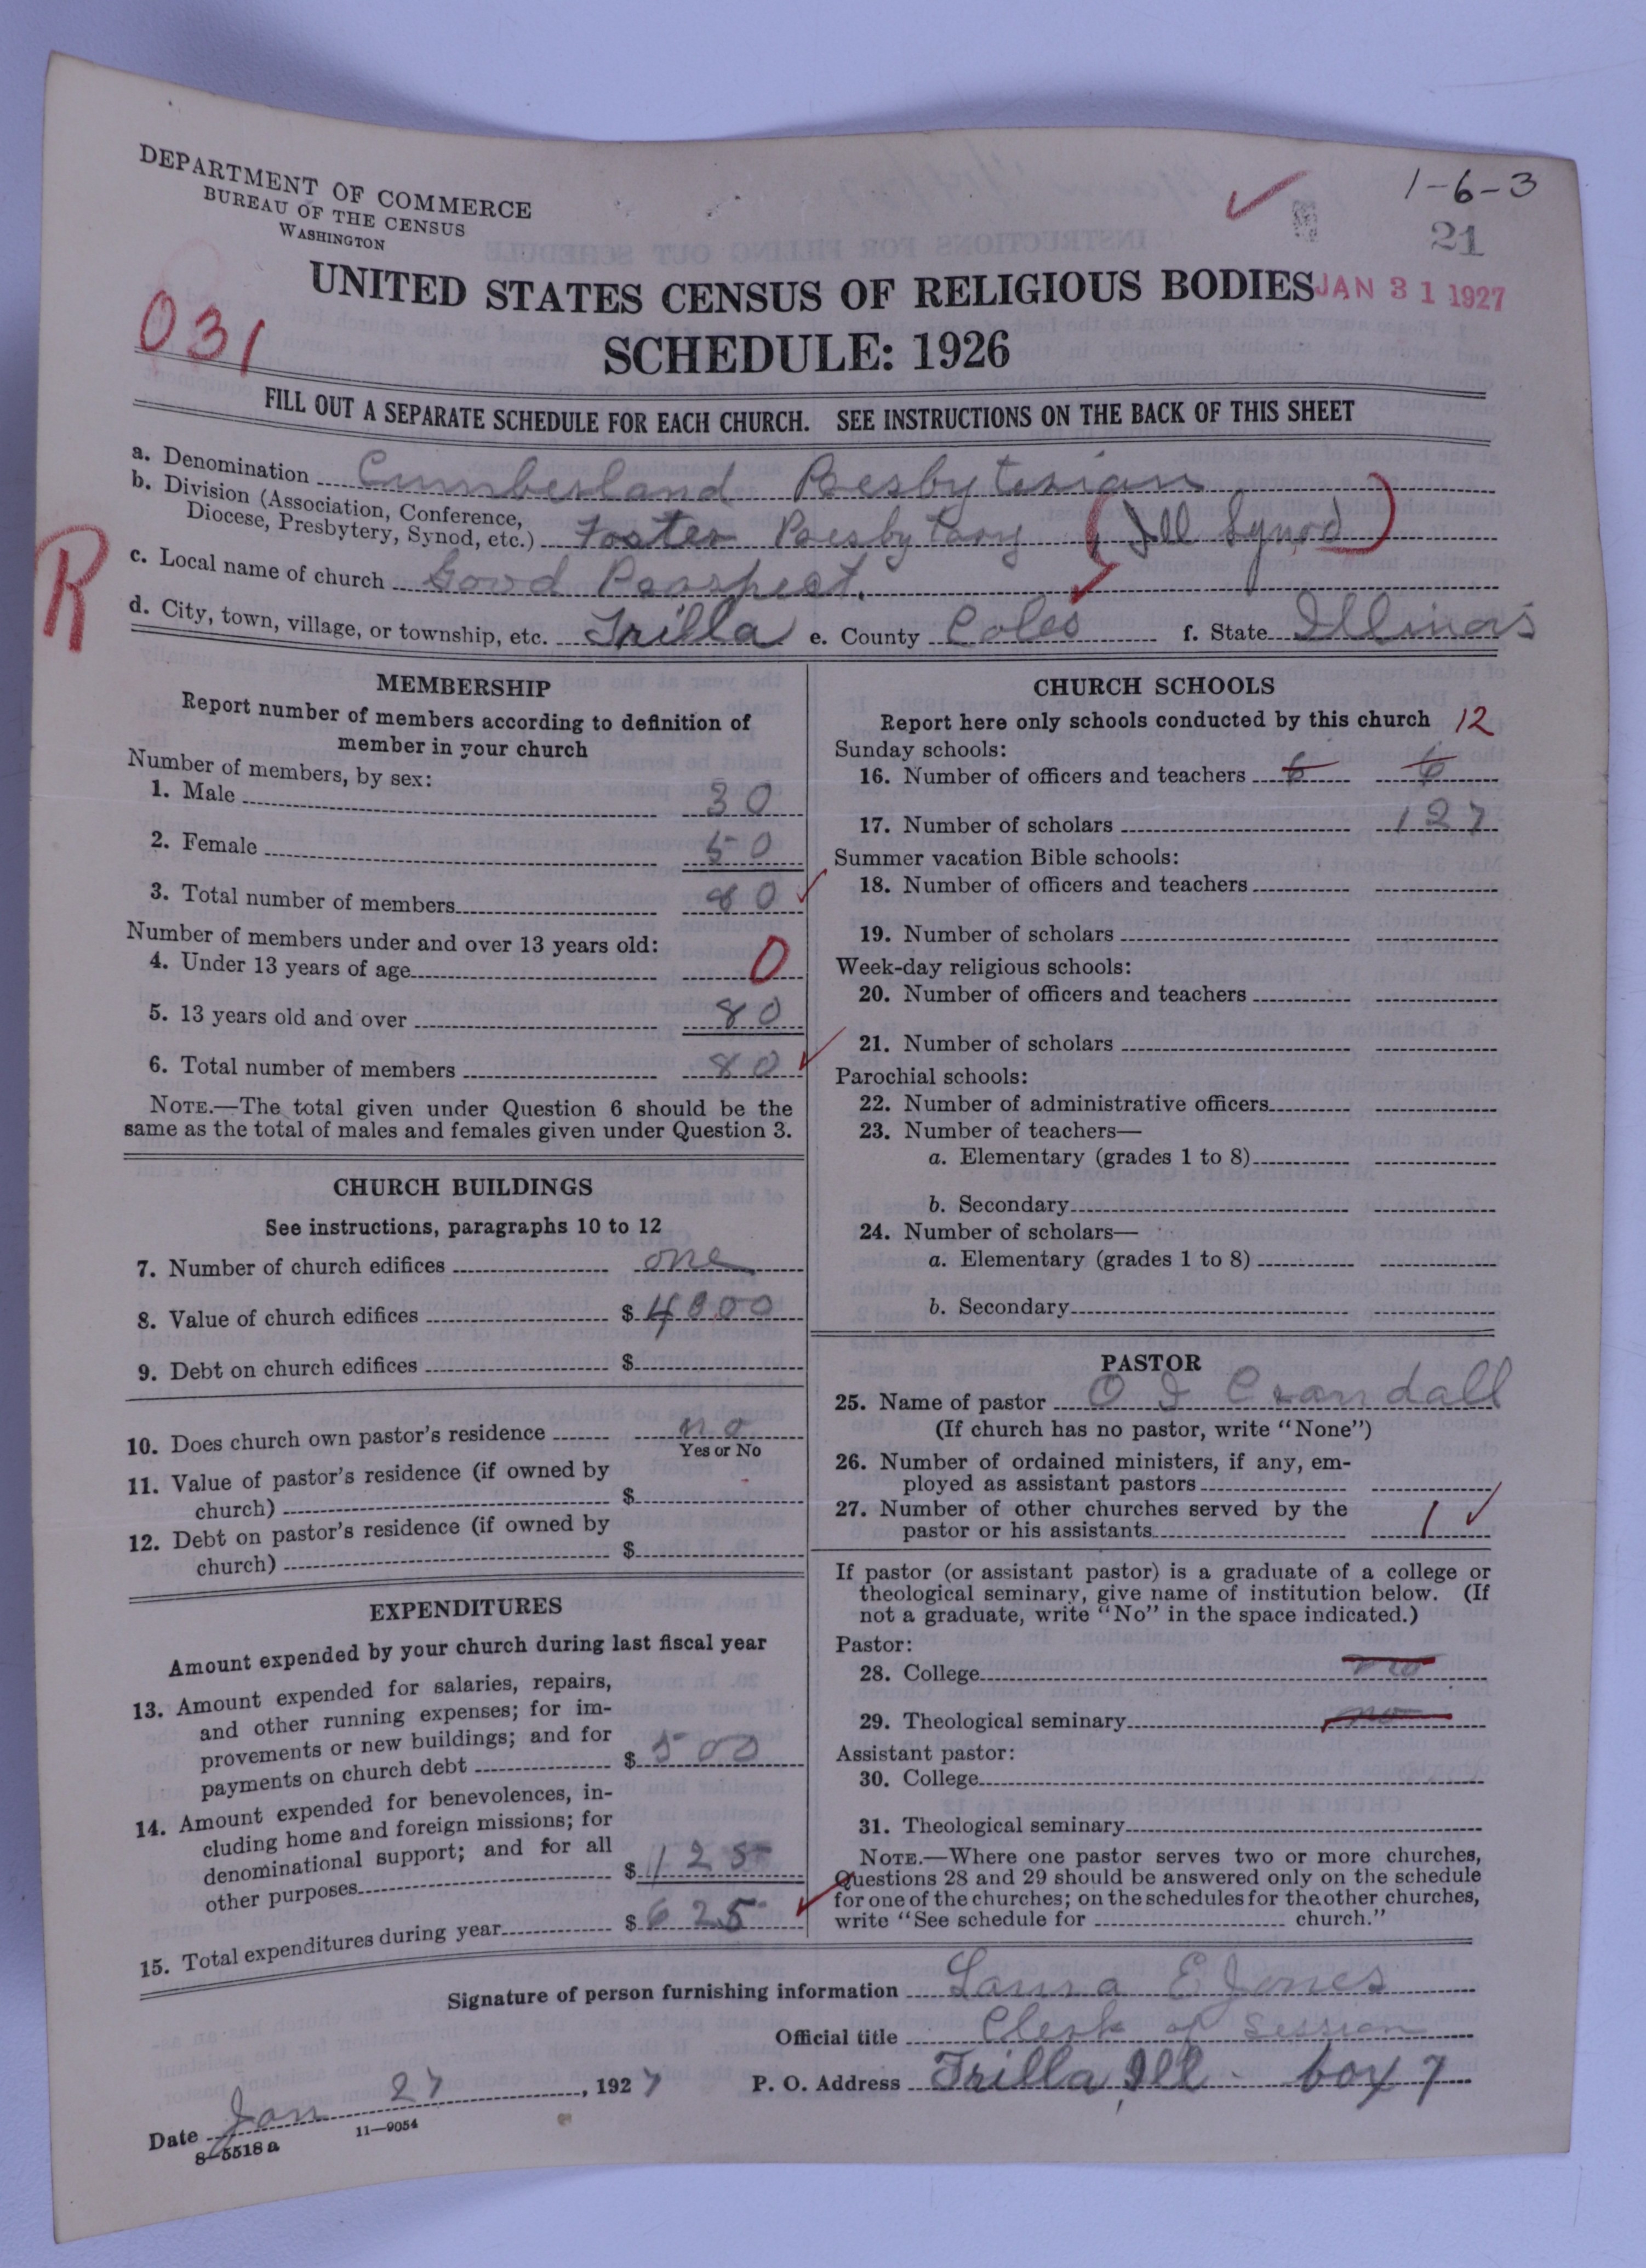 DEPARTMENT OF COMMERCE
BUREAU OF THE CENSUS
WASHINGTON
1-6-3
21
UNITED STATES CENSUS OF RELIGIOUS BODIES
JAN 31 1927
031
SCHEDULE: 1926
FILL OUT A SEPARATE SCHEDULE FOR EACH CHURCH. SEE INSTRUCTIONS ON THE BACK OF THIS SHEET
R
a. Denomination Cumberland Presbyterian
b. Division (Association, Conference,
Diocese, Presbytery, Synod, etc.) Foster Presbytery (Ill Synod)
c. Local name of church Good Prospect.
d. City, town, village, or township, etc. Trilla e. County Coles f. State Illinois
MEMBERSHIP
Report number of members according to definition of
member in your church
Number of members, by sex:
1. Male 30
2. Female 50
3. Total number of members 80
Number of members under and over 13 years old:
4. Under 13 years of age 0
5. 13 years old and over 80
6. Total number of members 80
NOTE.—The total given under Question 6 should be the
same as the total of males and females given under Question 3.
CHURCH BUILDINGS
See instructions, paragraphs 10 to 12
7. Number of church edifices one
8. Value of church edifices $ 4000
9. Debt on church edifices $
10. Does church own pastor's residence no
Yes or No
11. Value of pastor's residence (if owned by
church) $
12. Debt on pastor's residence (if owned by
church) $
EXPENDITURES
Amount expended by your church during last fiscal year
13. Amount expended for salaries, repairs,
and other running expenses; for im-
provements or new buildings; and for
payments on church debt $ 500
14. Amount expended for benevolences, in-
cluding home and foreign missions; for
denominational support; and for all
other purposes $ 125
15. Total expenditures during year $ 625
CHURCH SCHOOLS
Report here only schools conducted by this church 12
Sunday schools:
16. Number of officers and teachers 6 6
17. Number of scholars 127
Summer vacation Bible schools:
18. Number of officers and teachers
19. Number of scholars
Week-day religious schools:
20. Number of officers and teachers
21. Number of scholars
Parochial schools:
22. Number of administrative officers
23. Number of teachers—
a. Elementary (grades 1 to 8)
b. Secondary
24. Number of scholars—
a. Elementary (grades 1 to 8)
b. Secondary
PASTOR
25. Name of pastor O I Crandall
(If church has no pastor, write "None")
26. Number of ordained ministers, if any, em-
ployed as assistant pastors
27. Number of other churches served by the
pastor or his assistants 1
If pastor (or assistant pastor) is a graduate of a college or
theological seminary, give name of institution below. (If
not a graduate, write "No" in the space indicated.)
Pastor:
28. College no
29. Theological seminary no
Assistant pastor:
30. College
31. Theological seminary
NOTE.—Where one pastor serves two or more churches,
Questions 28 and 29 should be answered only on the schedule
for one of the churches; on the schedules for the other churches,
write "See schedule for church."
Signature of person furnishing information Laura E Jones
Official title Clerk of Session
Date Jan 27, 1927 P. O. Address Trilla, Ill - box 7
8-5518a 11-9054